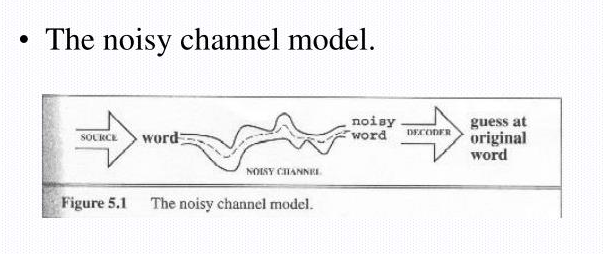 • The noisy channel model.
SOURCE word noisy word DECODER guess at original word
NOISY CHANNEL
Figure 5.1 The noisy channel model.